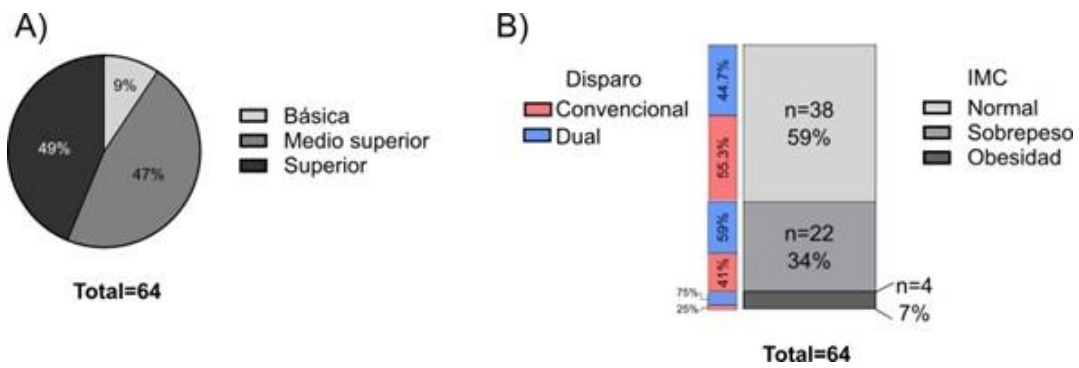 A)
9%
49%
47%
Básica
Medio superior
Superior
Total=64
B)
Disparo
Convencional
Dual
44.7%
55.3%
59%
41%
75%
25%
n=38
59%
n=22
34%
n=4
7%
IMC
Normal
Sobrepeso
Obesidad
Total=64